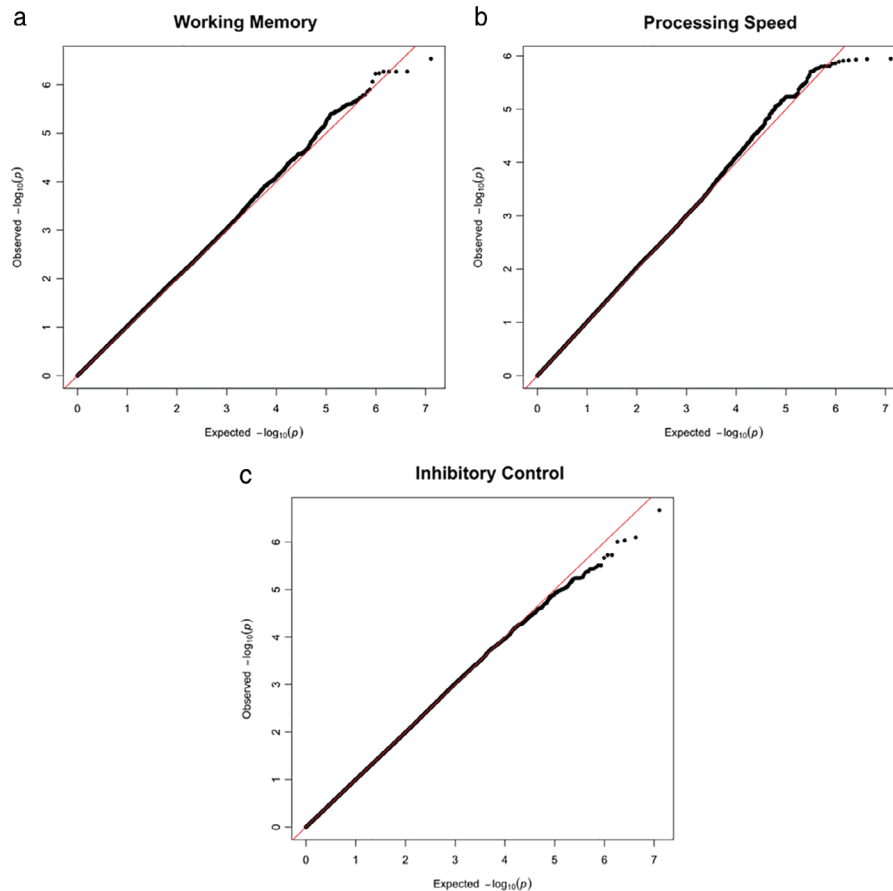 a
Working Memory
Observed −log10(p)
6
5
4
3
2
1
0
0 1 2 3 4 5 6 7
Expected −log10(p)
b
Processing Speed
Observed −log10(p)
6
5
4
3
2
1
0
0 1 2 3 4 5 6 7
Expected −log10(p)
c
Inhibitory Control
Observed −log10(p)
6
5
4
3
2
1
0
0 1 2 3 4 5 6 7
Expected −log10(p)